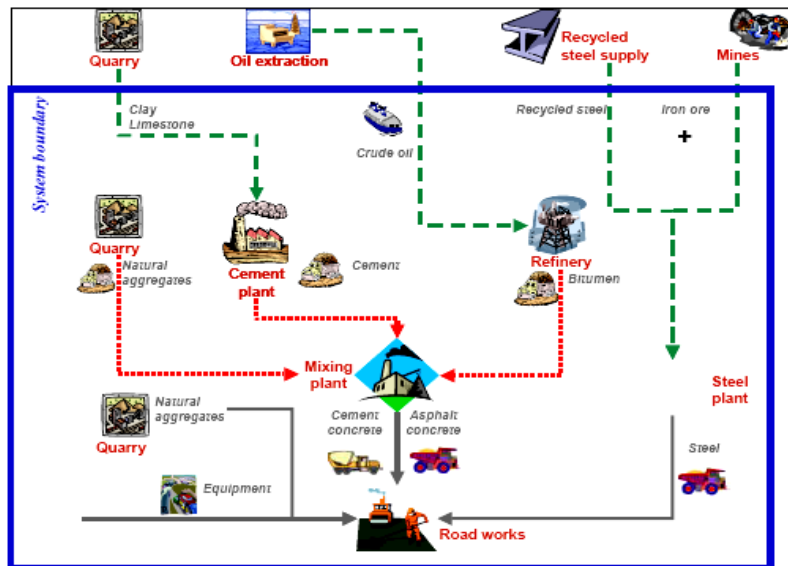 Quarry
Oil extraction
Recycled
steel supply
Mines
System boundary
Clay
Limestone
Crude oil
Recycled steel
Iron ore
+
Quarry
Natural
aggregates
Cement
plant
Cement
Refinery
Bitumen
Mixing
plant
Steel
plant
Natural
aggregates
Quarry
Cement
concrete
Asphalt
concrete
Steel
Equipment
Road works